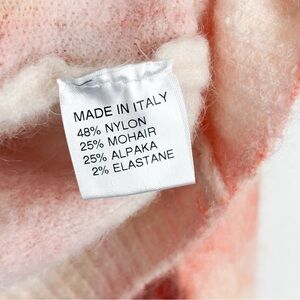 MADE IN ITALY
48% NYLON
25% MOHAIR
25% ALPAKA
2% ELASTANE